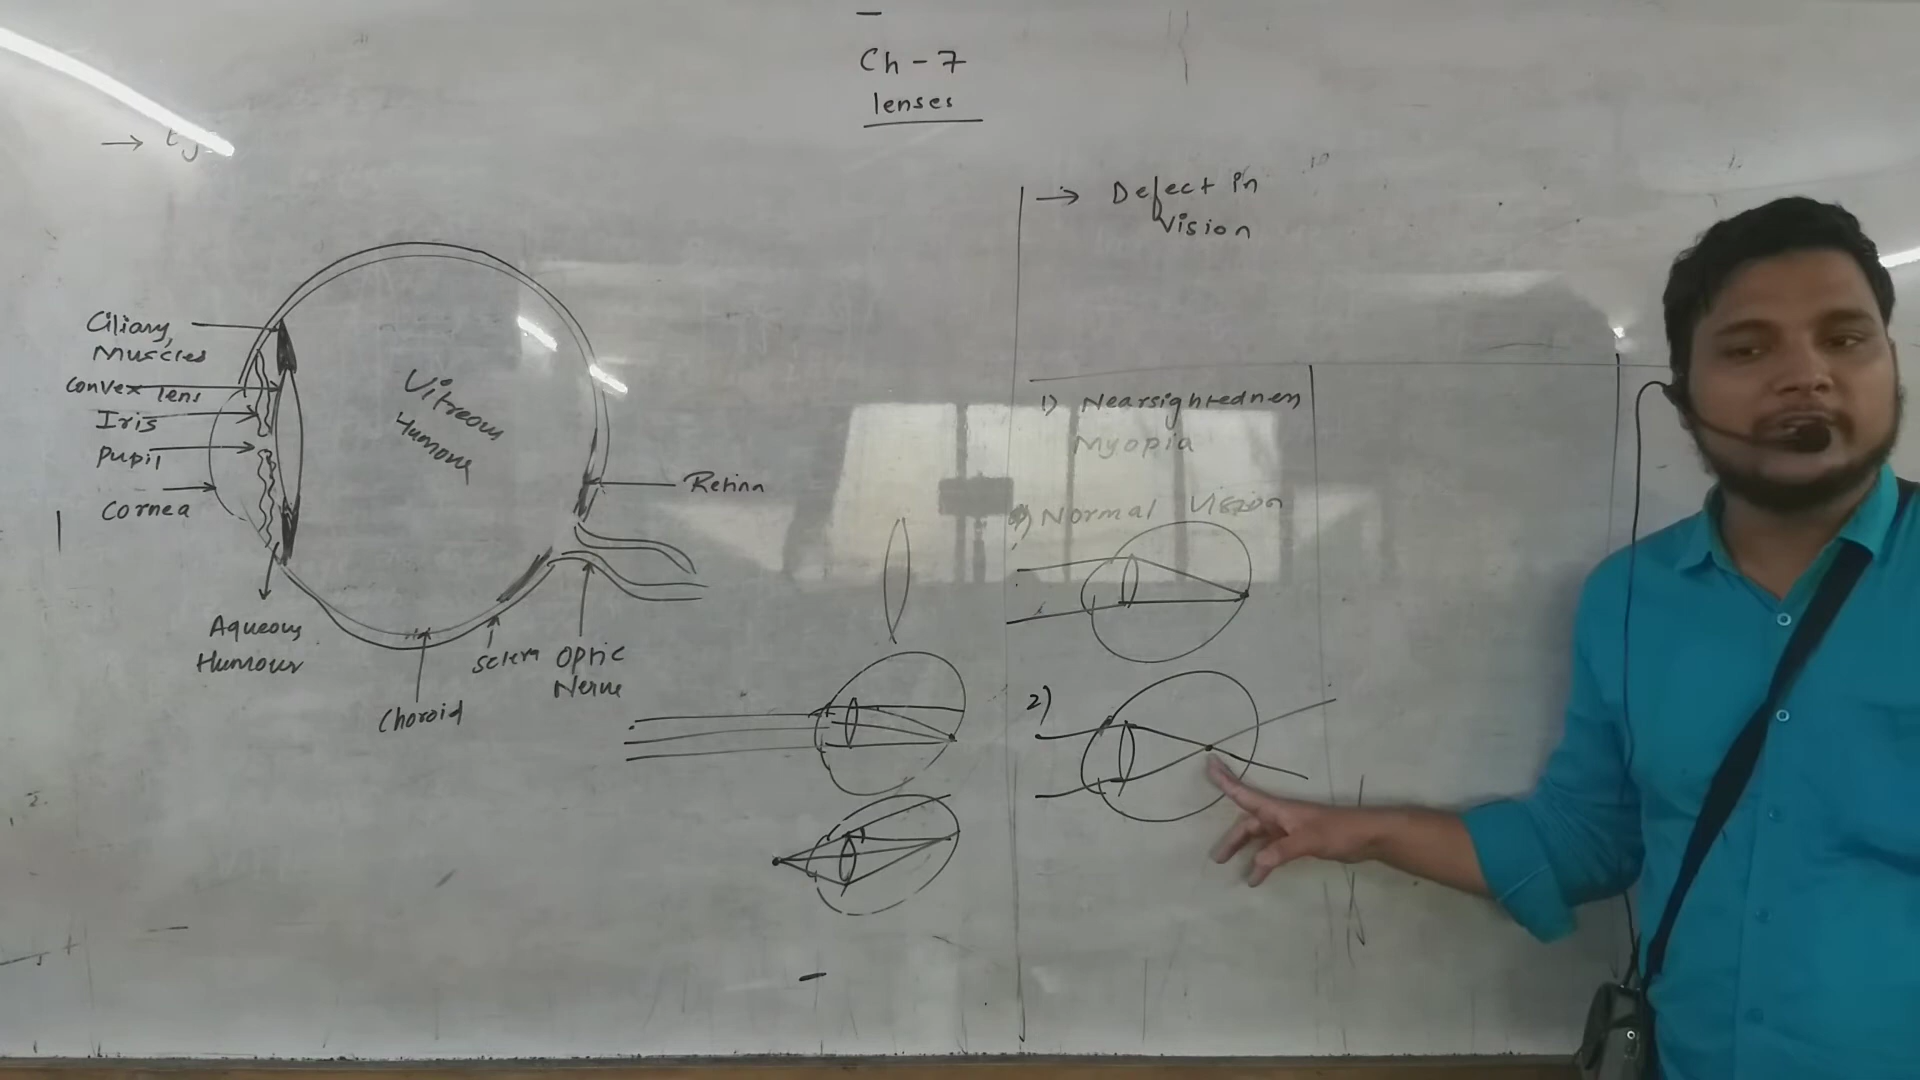 Ch - 7
lenses
→
Ciliary
Muscles
Convex lens
Iris
Pupil
Cornea
Aqueous
Humour
Choroid
Sclera
Optic
Nerve
Retina
Vitreous
Humour
→ Defect in
Vision
1) Nearsightedness
Myopia
Normal Vision
2)